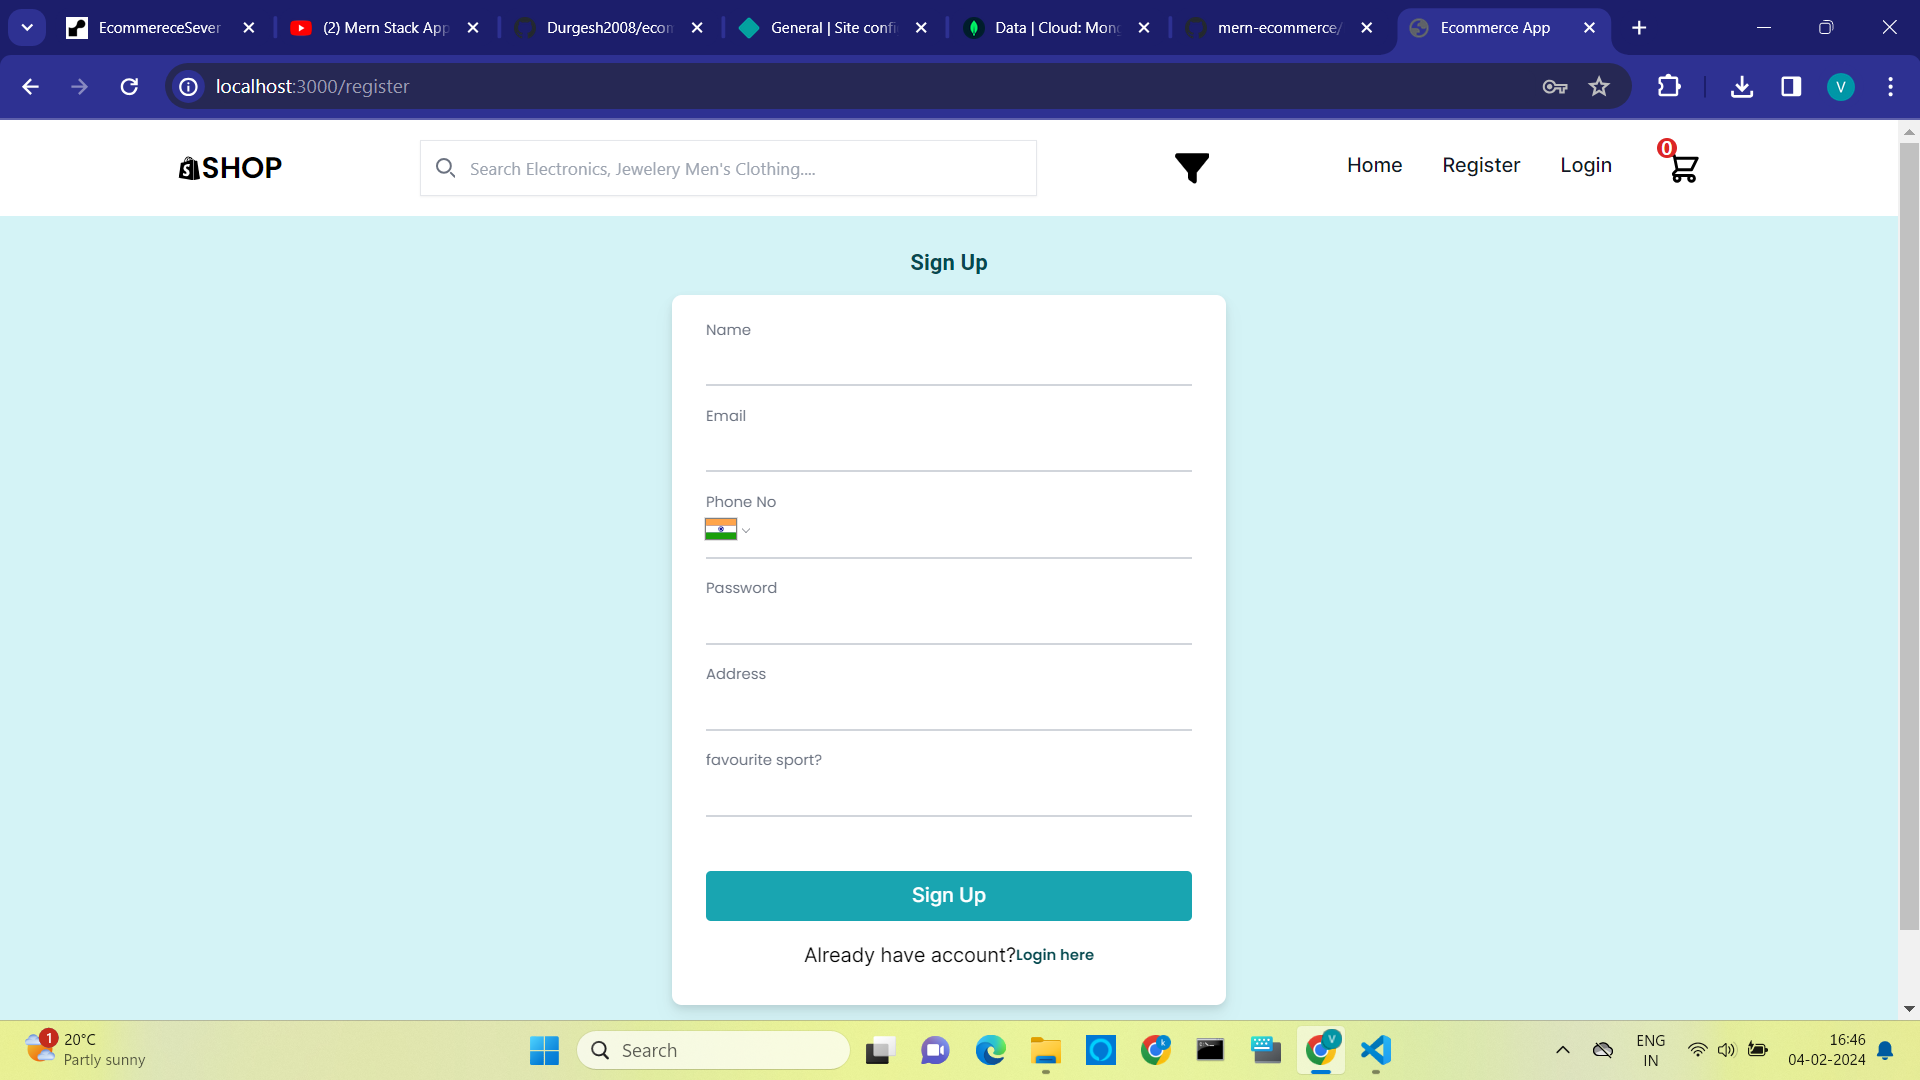 EcommereceSever
(2) Mern Stack App
Durgesh2008/econ
General | Site confi
Data | Cloud: Mong
mern-ecommerce/
Ecommerce App
localhost:3000/register
V
SHOP
Search Electronics, Jewelery Men's Clothing....
Home
Register
Login
0
Sign Up
Name
Email
Phone No
Password
Address
favourite sport?
Sign Up
Already have account?Login here
1
20°C
Partly sunny
Search
ENG
IN
16:46
04-02-2024